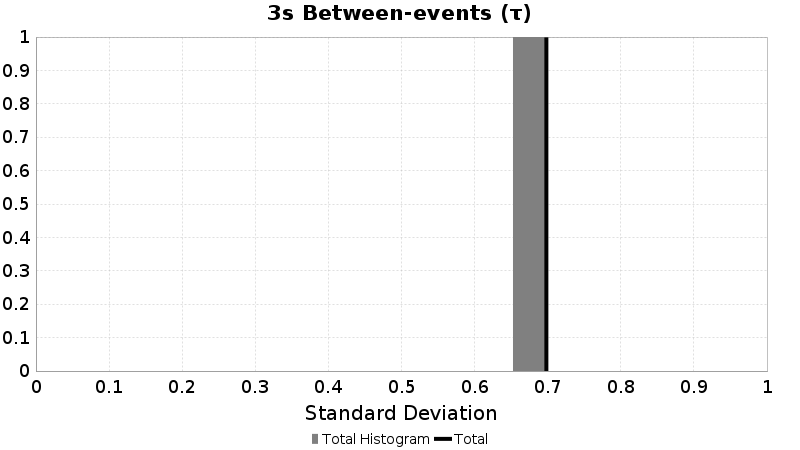 3s Between-events (τ)
1
0.9
0.8
0.7
0.6
0.5
0.4
0.3
0.2
0.1
0
0 0.1 0.2 0.3 0.4 0.5 0.6 0.7 0.8 0.9 1
Standard Deviation
Total Histogram Total